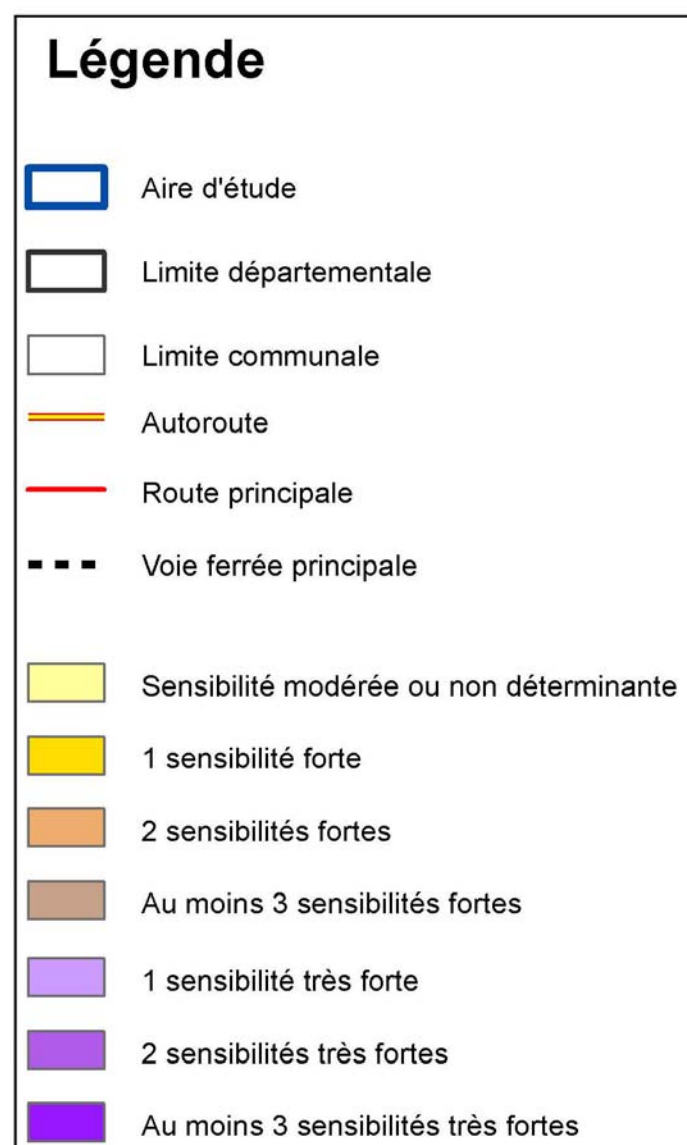 Légende
Aire d'étude
Limite départementale
Limite communale
Autoroute
Route principale
Voie ferrée principale
Sensibilité modérée ou non déterminante
1 sensibilité forte
2 sensibilités fortes
Au moins 3 sensibilités fortes
1 sensibilité très forte
2 sensibilités très fortes
Au moins 3 sensibilités très fortes